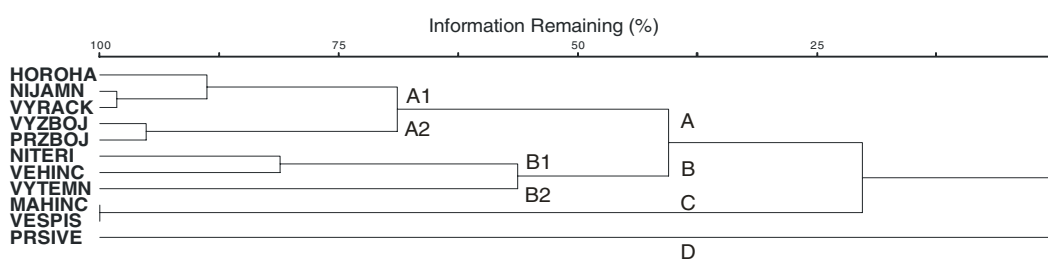 Information Remaining (%)
100 75 50 25
HOROHA
NIJAMN
VYRACK
VYZBOJ
PRZBOJ
NITERI
VEHINC
VYTEMN
MAHINC
VESPIS
PRSIVE
A1
A2
A
B1
B
B2
C
D